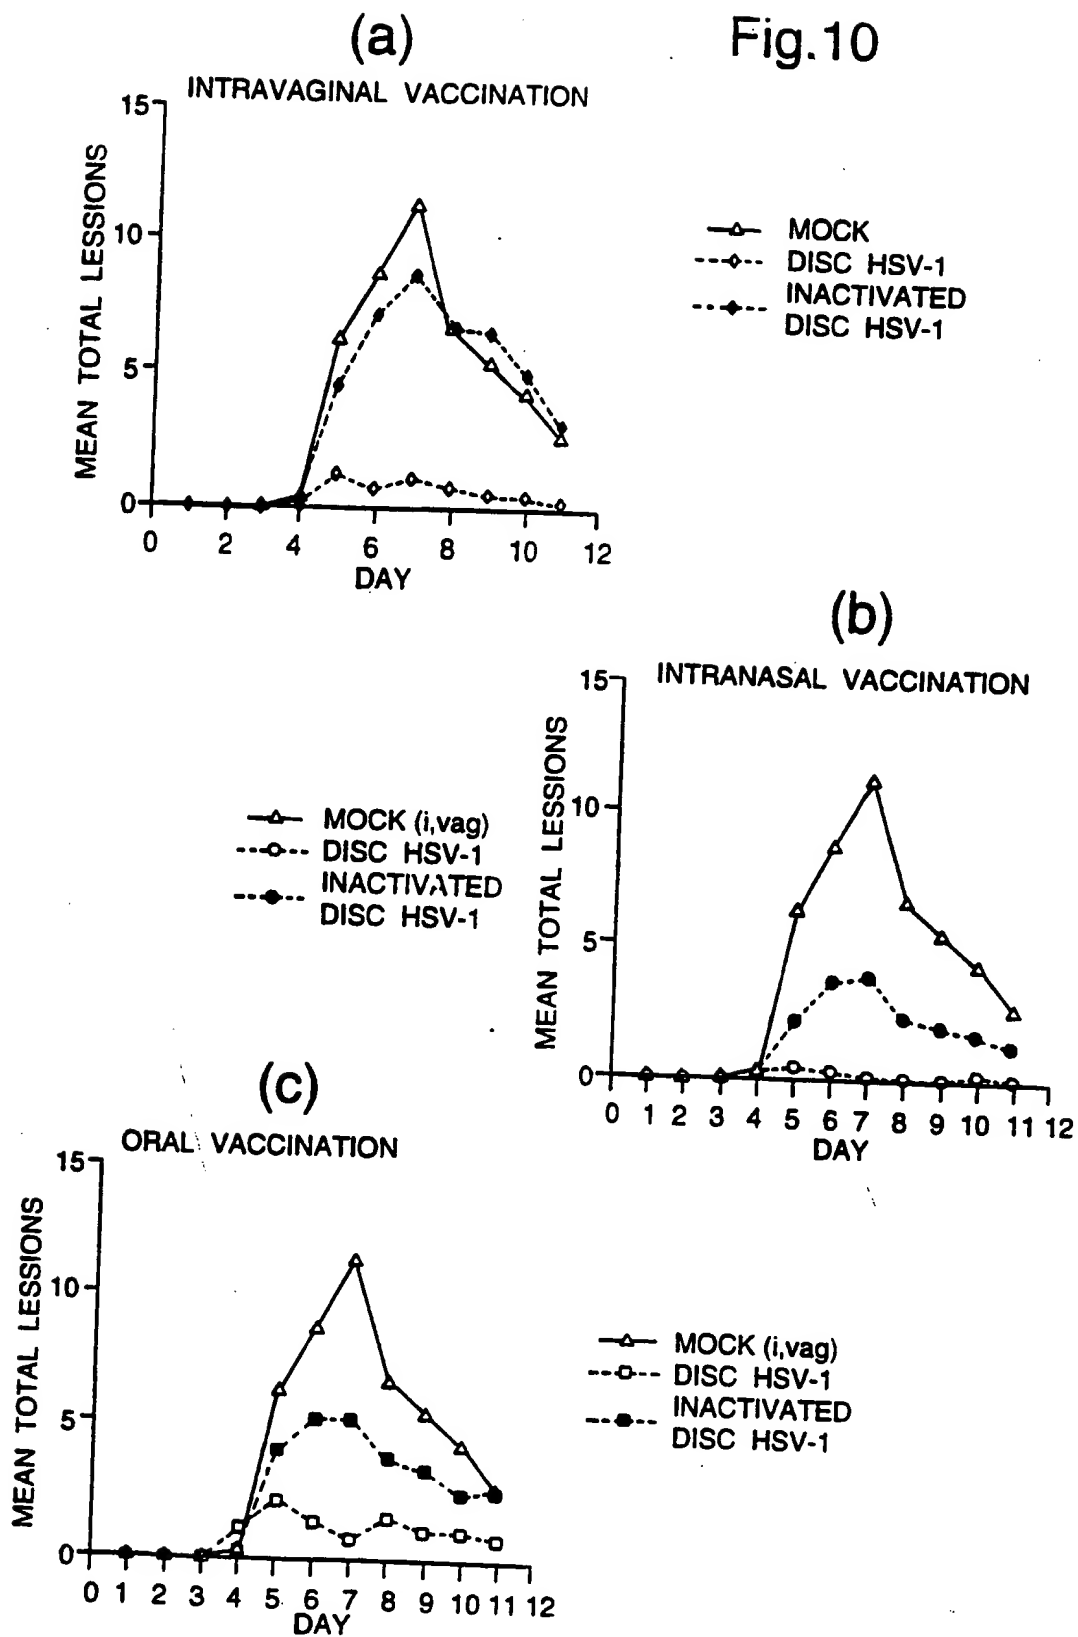 (a)
Fig.10
INTRAVAGINAL VACCINATION
15
10
5
0
MEAN TOTAL LESSIONS
0 2 4 6 8 10 12
DAY
MOCK
DISC HSV-1
INACTIVATED
DISC HSV-1
(b)
INTRANASAL VACCINATION
15
10
5
0
MEAN TOTAL LESSIONS
0 1 2 3 4 5 6 7 8 9 10 11 12
DAY
MOCK (i,vag)
DISC HSV-1
INACTIVATED
DISC HSV-1
(c)
ORAL VACCINATION
15
10
5
0
MEAN TOTAL LESSIONS
0 1 2 3 4 5 6 7 8 9 10 11 12
DAY
MOCK (i,vag)
DISC HSV-1
INACTIVATED
DISC HSV-1